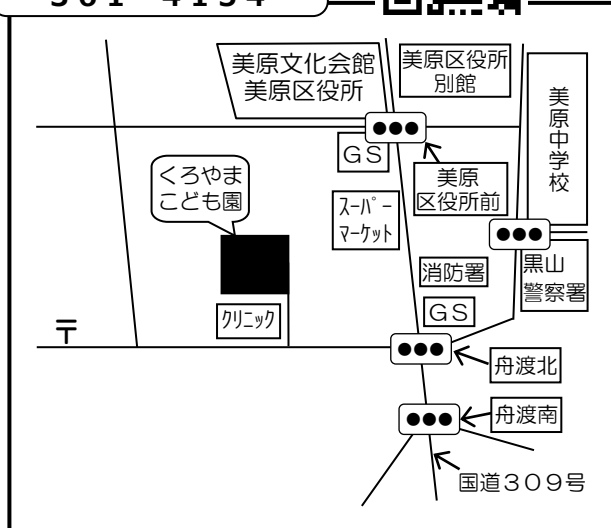 361-4154
美原文化会館
美原区役所
美原区役所
別館
美原中学校
GS
美原
区役所前
くろやま
こども園
ｽｰﾊﾟｰ
ﾏｰｹｯﾄ
消防署
黒山
警察署
GS
ｸﾘﾆｯｸ
〒
舟渡北
舟渡南
国道309号